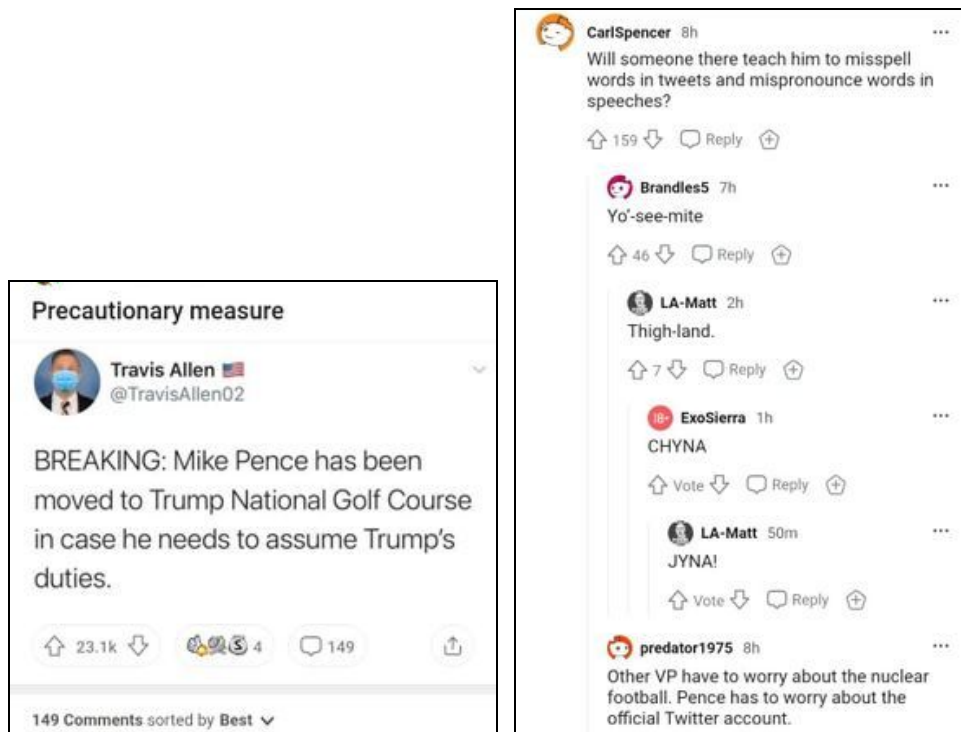 Precautionary measure
Travis Allen 🇺🇸
@TravisAllen02
BREAKING: Mike Pence has been
moved to Trump National Golf Course
in case he needs to assume Trump's
duties.
23.1k
4
149
149 Comments sorted by Best
CarlSpencer 8h
Will someone there teach him to misspell
words in tweets and mispronounce words in
speeches?
159 Reply
Brandles5 7h
Yo'-see-mite
46 Reply
LA-Matt 2h
Thigh-land.
7 Reply
18+ ExoSierra 1h
CHYNA
Vote Reply
LA-Matt 50m
JYNA!
Vote Reply
predator1975 8h
Other VP have to worry about the nuclear
football. Pence has to worry about the
official Twitter account.